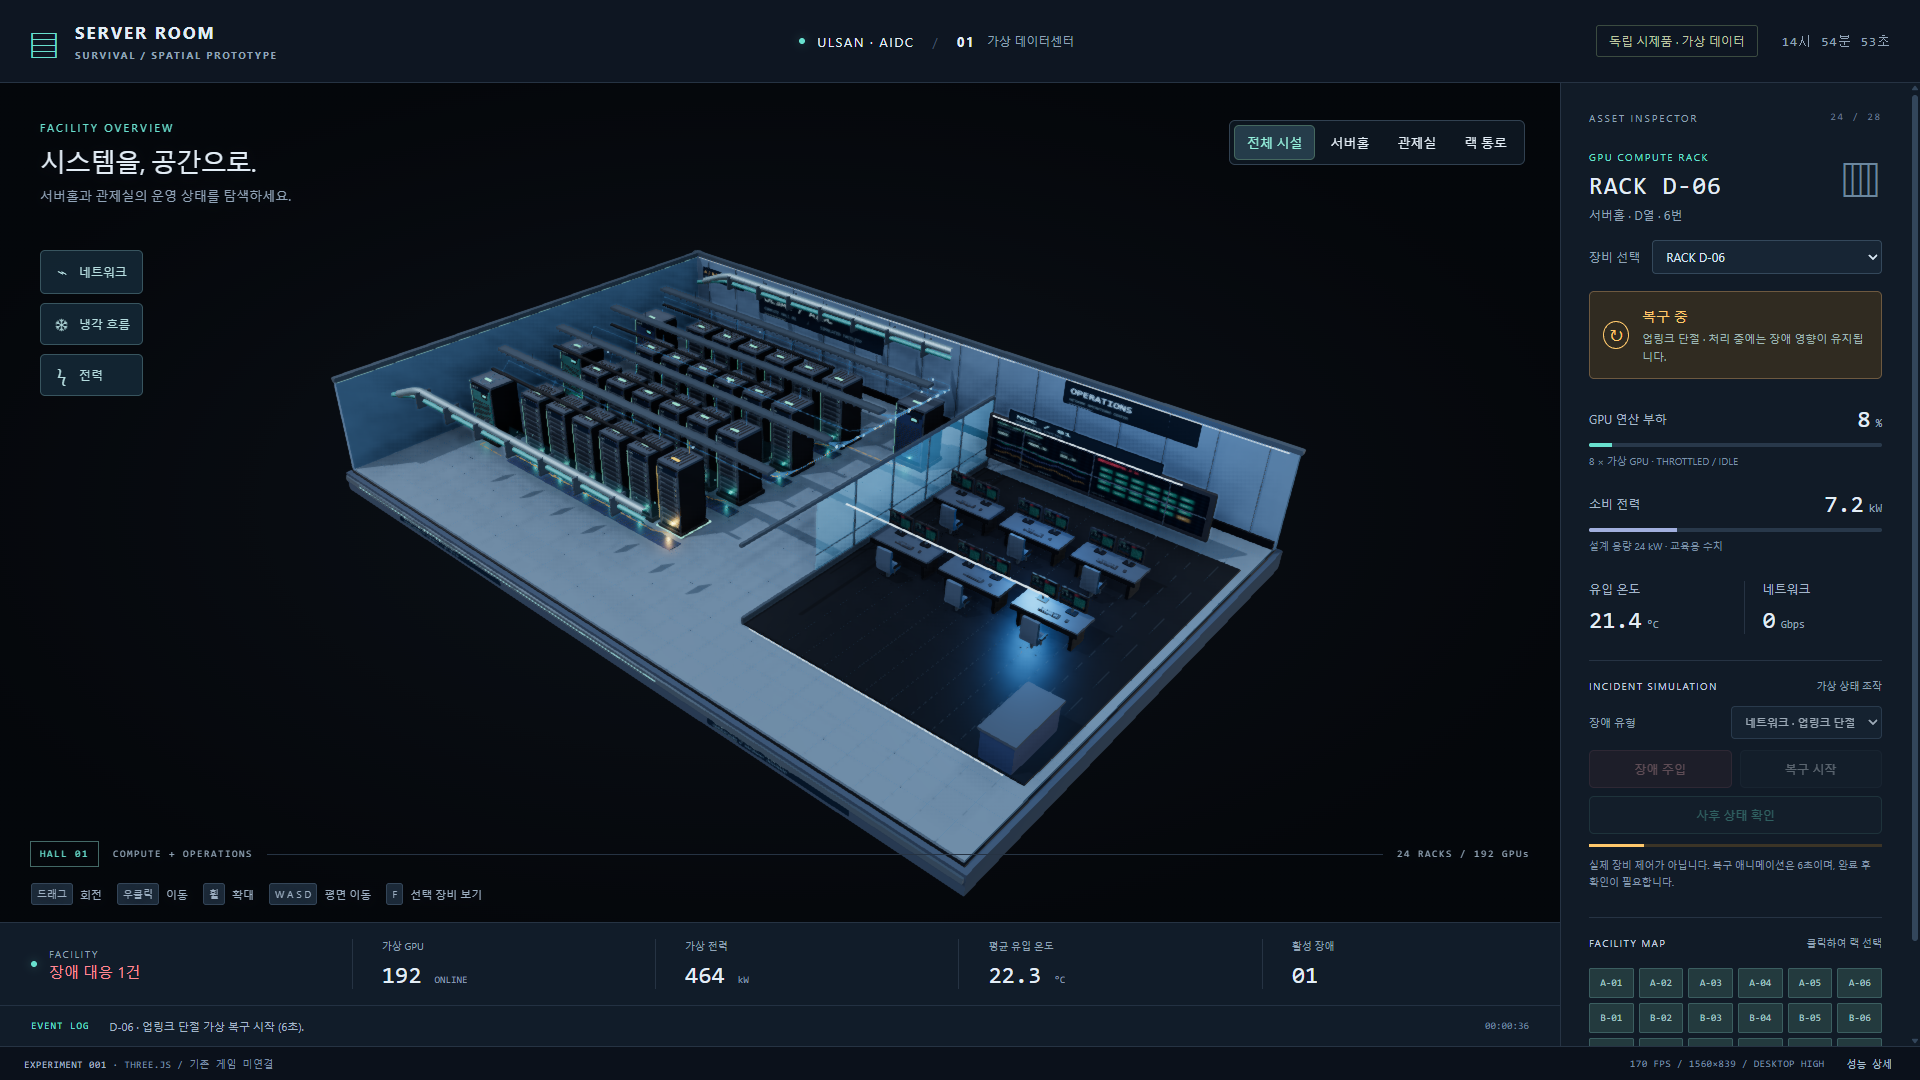 SERVER ROOM
SURVIVAL / SPATIAL PROTOTYPE
ULSAN · AIDC / 01 가상 데이터센터
독립 시제품 · 가상 데이터
14시 54분 53초
FACILITY OVERVIEW
시스템을, 공간으로.
서버홀과 관제실의 운영 상태를 탐색하세요.
전체 시설
서버홀
관제실
랙 통로
네트워크
냉각 흐름
전력
OPERATIONS
HALL 01
COMPUTE + OPERATIONS
24 RACKS / 192 GPUs
드래그 회전 우클릭 이동 휠 확대 WASD 평면 이동 F 선택 장비 보기
FACILITY
장애 대응 1건
가상 GPU
192 ONLINE
가상 전력
464 kW
평균 유입 온도
22.3 °C
활성 장애
01
EVENT LOG D-06 · 업링크 단절 가상 복구 시작 (6초). 00:00:36
EXPERIMENT 001 · THREE.JS / 기존 게임 미연결
170 FPS / 1560×839 / DESKTOP HIGH 성능 상세
ASSET INSPECTOR 24 / 28
GPU COMPUTE RACK
RACK D-06
서버홀 · D열 · 6번
장비 선택 RACK D-06
복구 중
업링크 단절 · 처리 중에는 장애 영향이 유지됩
니다.
GPU 연산 부하 8 %
8 × 가상 GPU · THROTTLED / IDLE
소비 전력 7.2 kW
설계 용량 24 kW · 교육용 수치
유입 온도
21.4 °C
네트워크
0 Gbps
INCIDENT SIMULATION 가상 상태 조작
장애 유형 네트워크 · 업링크 단절
장애 주입 복구 시작
사후 상태 확인
실제 장비 제어가 아닙니다. 복구 애니메이션은 6초이며, 완료 후
확인이 필요합니다.
FACILITY MAP 클릭하여 랙 선택
A-01 A-02 A-03 A-04 A-05 A-06
B-01 B-02 B-03 B-04 B-05 B-06